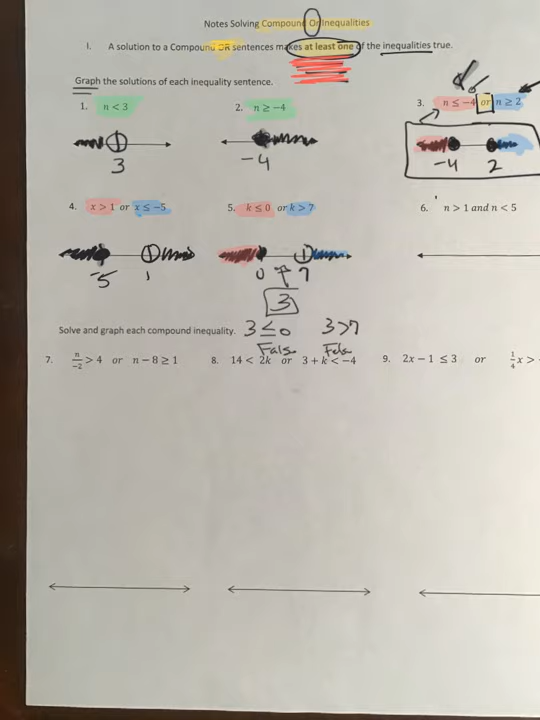 Notes Solving Compound Or Inequalities
I. A solution to a Compound OR sentences makes at least one of the inequalities true.
Graph the solutions of each inequality sentence.
1. n < 3
2. n ≥ −4
3. n ≤ −4 or n ≥ 2
3
−4
−4 2
4. x > 1 or x ≤ −5
5. k ≤ 0 or k > 7
6. n > 1 and n < 5
−5 1
0 7
3
Solve and graph each compound inequality. 3 ≤ 0 3 > 7
Fals
7. n/−2 > 4 or n − 8 ≥ 1
8. 14 < 2k or 3 + k < −4
9. 2x − 1 ≤ 3 or 1/4 x >